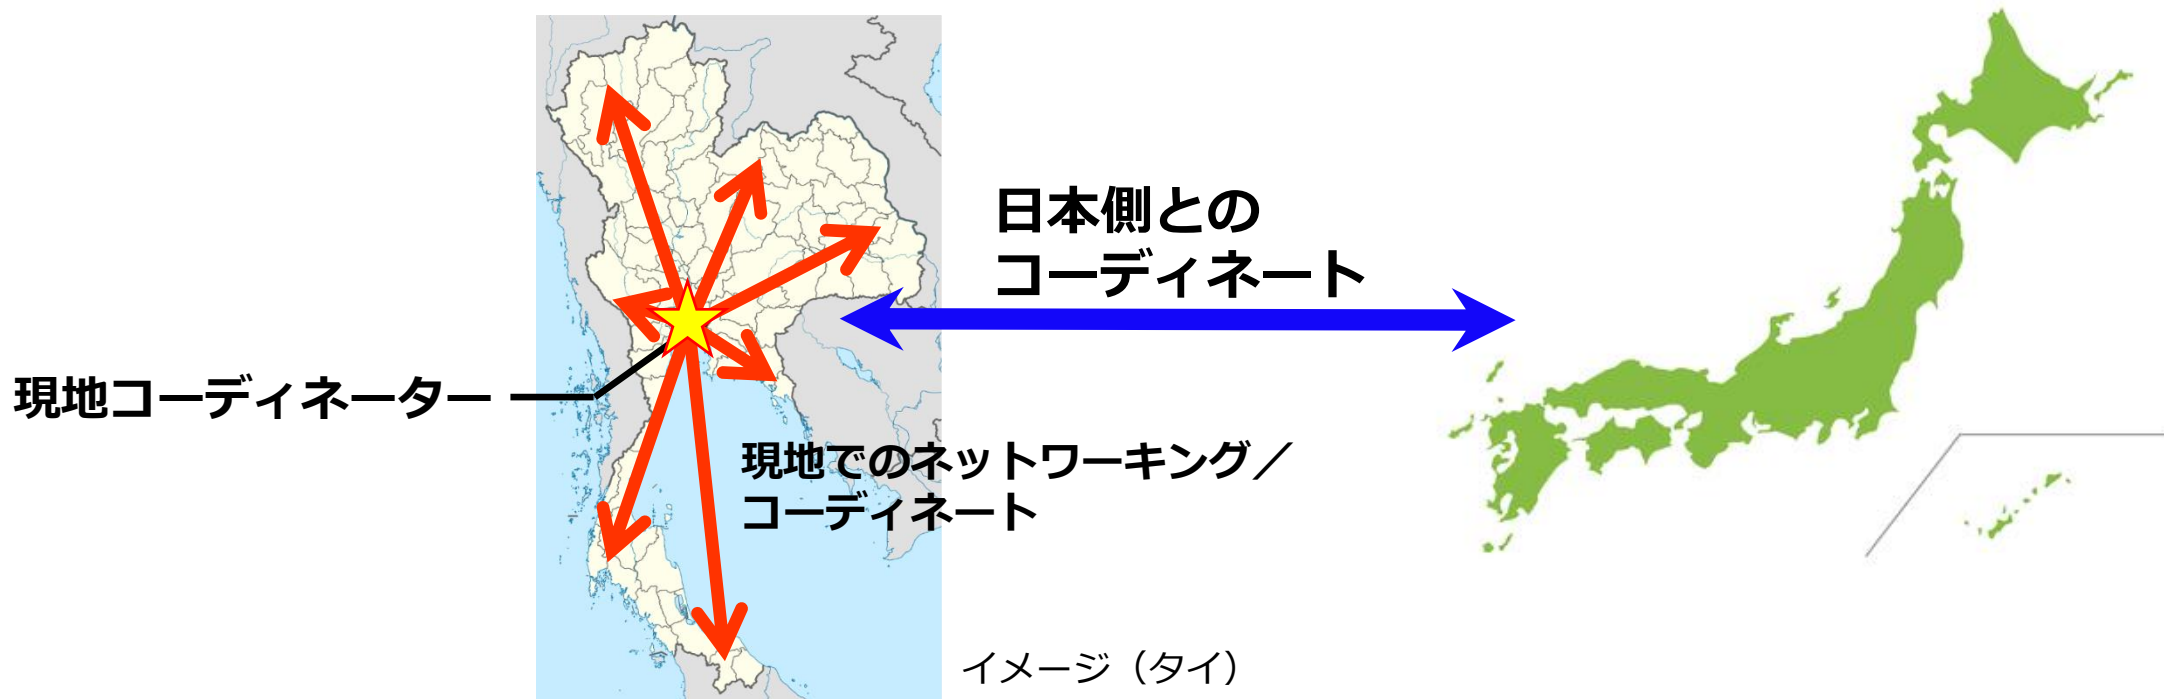 日本側との
コーディネート
現地コーディネーター
現地でのネットワーキング／
コーディネート
イメージ（タイ）